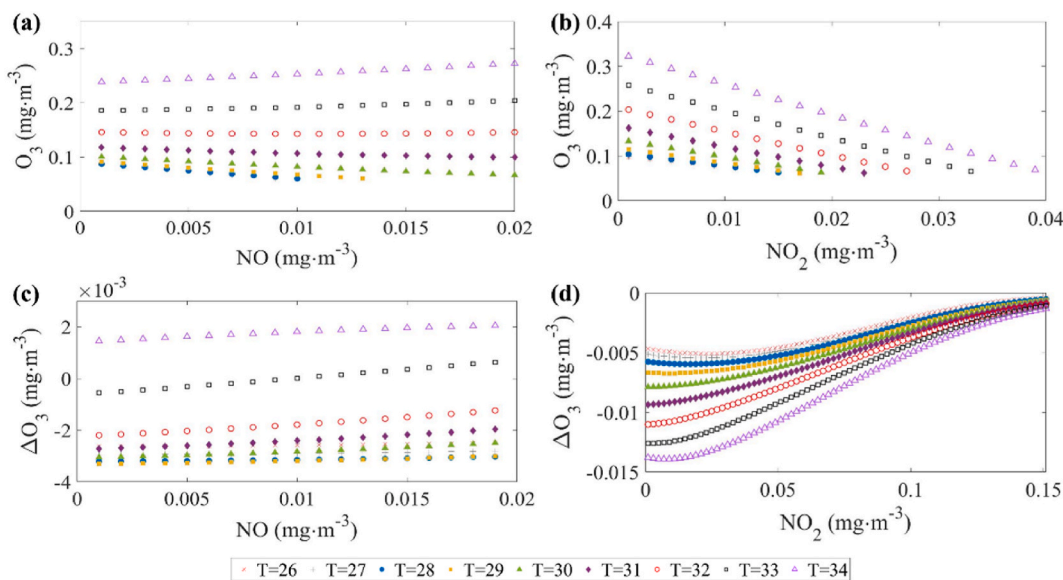 (a)
0.3
0.2
0.1
0
O3 (mg·m-3)
0 0.005 0.01 0.015 0.02
NO (mg·m-3)
(b)
0.4
0.3
0.2
0.1
0
O3 (mg·m-3)
0 0.01 0.02 0.03 0.04
NO2 (mg·m-3)
(c)
×10-3
2
0
-2
-4
ΔO3 (mg·m-3)
0 0.005 0.01 0.015 0.02
NO (mg·m-3)
(d)
0
-0.005
-0.01
-0.015
ΔO3 (mg·m-3)
0 0.05 0.1 0.151
NO2 (mg·m-3)
T=26 T=27 T=28 T=29 T=30 T=31 T=32 T=33 T=34